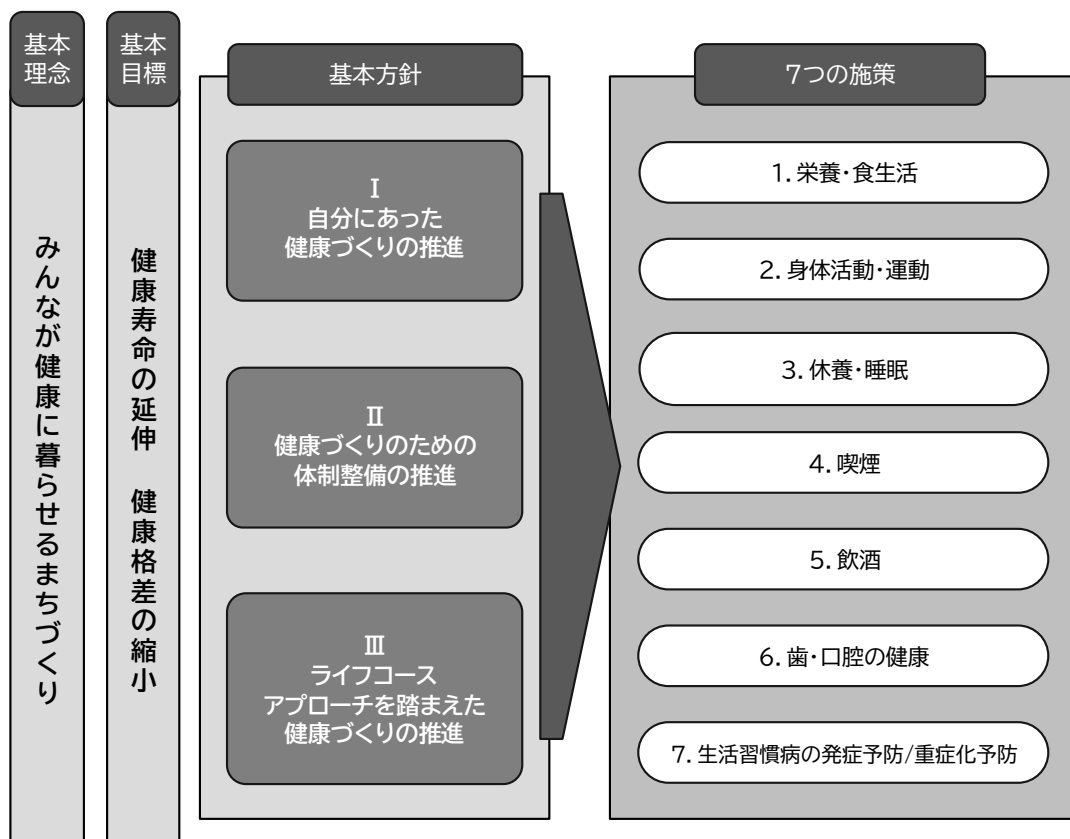 基本
理念
みんなが健康に暮らせるまちづくり
基本
目標
健康寿命の延伸　健康格差の縮小
基本方針
Ⅰ
自分にあった
健康づくりの推進
Ⅱ
健康づくりのための
体制整備の推進
Ⅲ
ライフコース
アプローチを踏まえた
健康づくりの推進
7つの施策
1．栄養・食生活
2．身体活動・運動
3．休養・睡眠
4．喫煙
5．飲酒
6．歯・口腔の健康
7．生活習慣病の発症予防/重症化予防